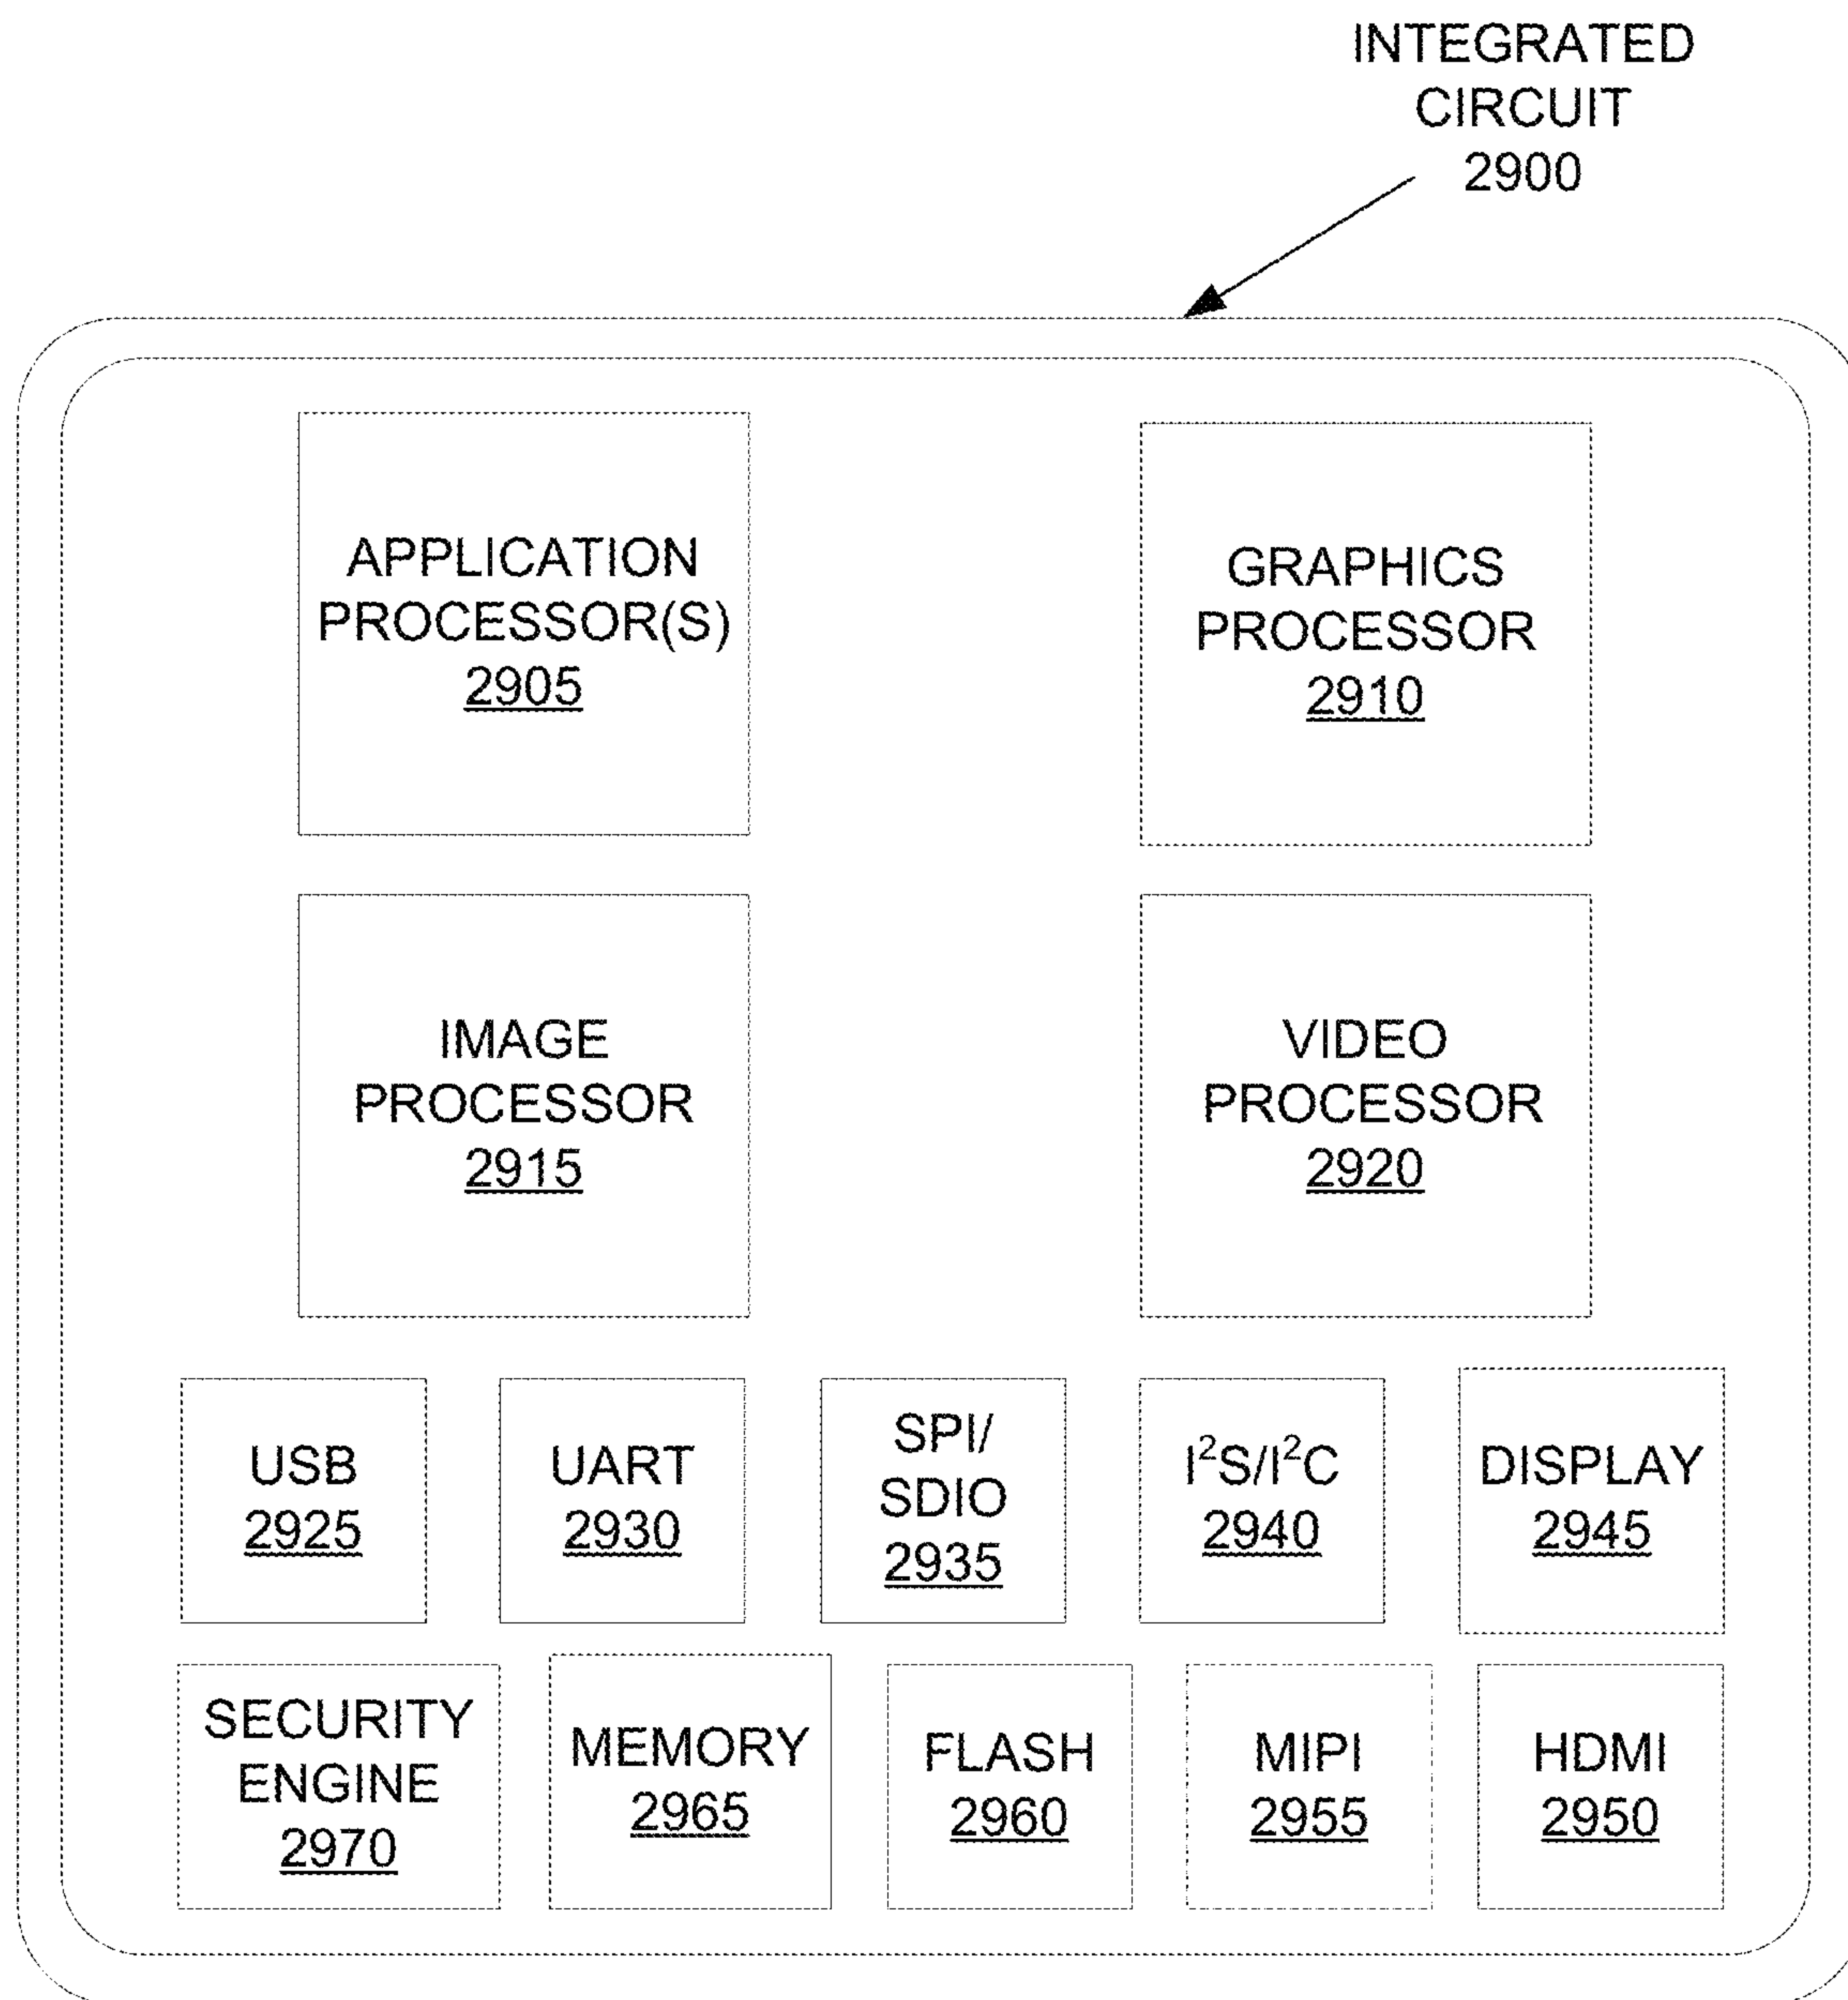 INTEGRATED
CIRCUIT
2900
APPLICATION
PROCESSOR(S)
2905
GRAPHICS
PROCESSOR
2910
IMAGE
PROCESSOR
2915
VIDEO
PROCESSOR
2920
USB
2925
UART
2930
SPI/
SDIO
2935
I²S/I²C
2940
DISPLAY
2945
SECURITY
ENGINE
2970
MEMORY
2965
FLASH
2960
MIPI
2955
HDMI
2950